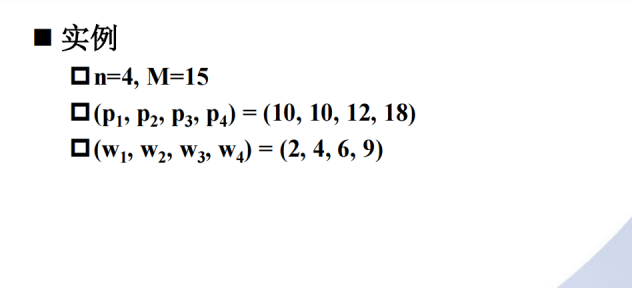 ■ 实例
□n=4, M=15
□(p₁, p₂, p₃, p₄) = (10, 10, 12, 18)
□(w₁, w₂, w₃, w₄) = (2, 4, 6, 9)